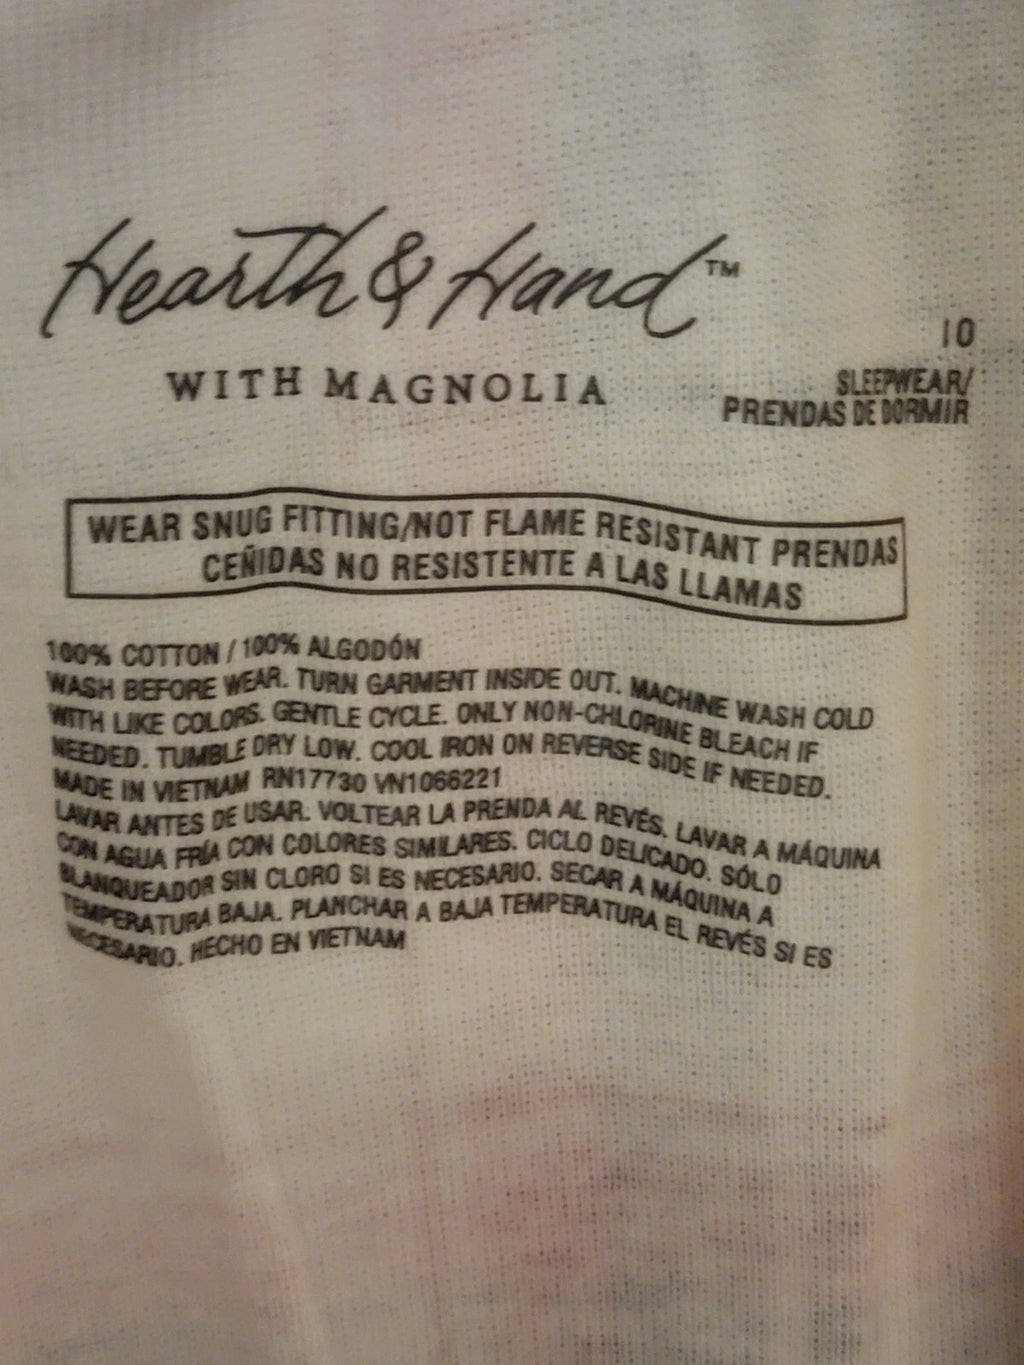 Hearth & Hand™
WITH MAGNOLIA
10
SLEEPWEAR/
PRENDAS DE DORMIR
WEAR SNUG FITTING/NOT FLAME RESISTANT PRENDAS
CEÑIDAS NO RESISTENTE A LAS LLAMAS
100% COTTON / 100% ALGODÓN
WASH BEFORE WEAR. TURN GARMENT INSIDE OUT. MACHINE WASH COLD
WITH LIKE COLORS. GENTLE CYCLE. ONLY NON-CHLORINE BLEACH IF
NEEDED. TUMBLE DRY LOW. COOL IRON ON REVERSE SIDE IF NEEDED.
MADE IN VIETNAM RN17730 VN1066221
LAVAR ANTES DE USAR. VOLTEAR LA PRENDA AL REVÉS. LAVAR A MÁQUINA
CON AGUA FRÍA CON COLORES SIMILARES. CICLO DELICADO. SÓLO
BLANQUEADOR SIN CLORO SI ES NECESARIO. SECAR A MÁQUINA A
TEMPERATURA BAJA. PLANCHAR A BAJA TEMPERATURA EL REVÉS SI ES
NECESARIO. HECHO EN VIETNAM